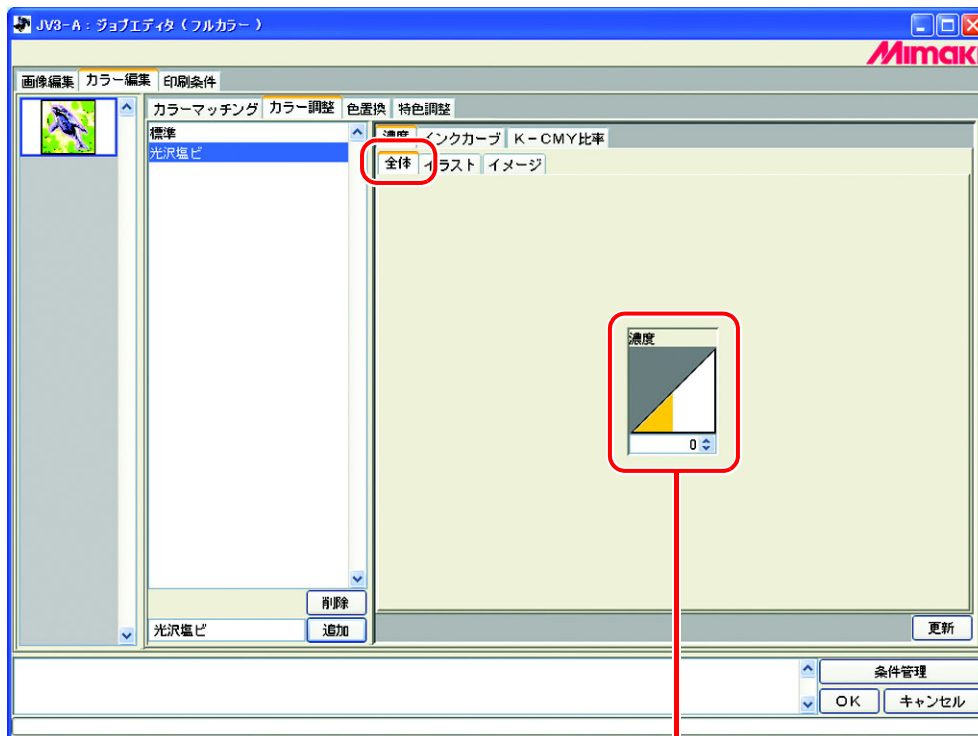 JV3-A : ジョブエディタ ( フルカラー )
Mimaki
画像編集 カラー編集 印刷条件
カラーマッチング カラー調整 色置換 特色調整
標準
光沢塩ビ
濃度 インクカーブ K-CMY比率
全体 イラスト イメージ
濃度
0
削除
光沢塩ビ 追加
更新
条件管理
OK キャンセル